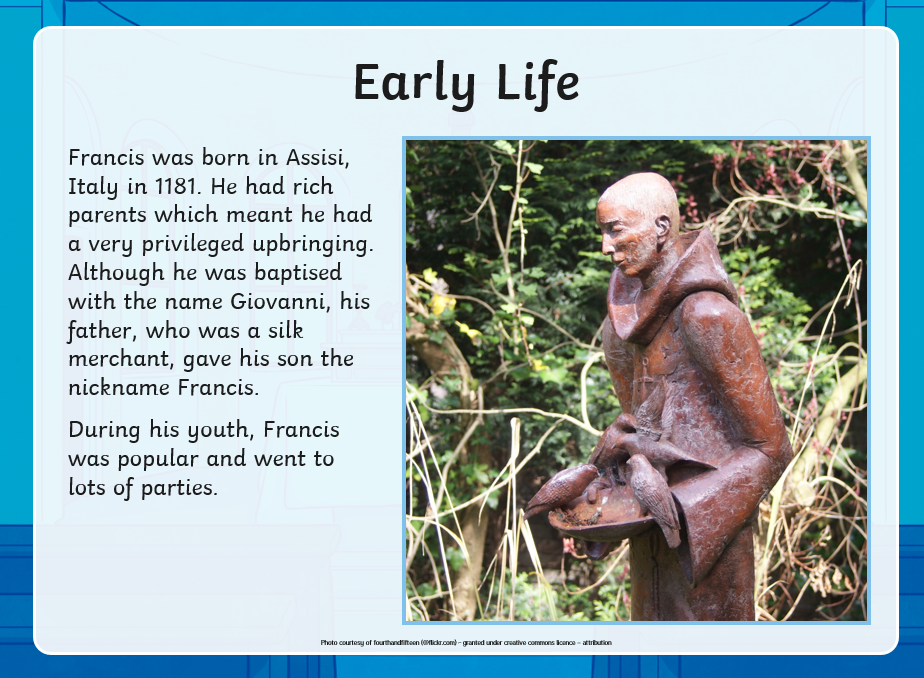 Early Life
Francis was born in Assisi,
Italy in 1181. He had rich
parents which meant he had
a very privileged upbringing.
Although he was baptised
with the name Giovanni, his
father, who was a silk
merchant, gave his son the
nickname Francis.
During his youth, Francis
was popular and went to
lots of parties.
Photo courtesy of fourthandfifteen (@flickr.com) – granted under creative commons licence – attribution